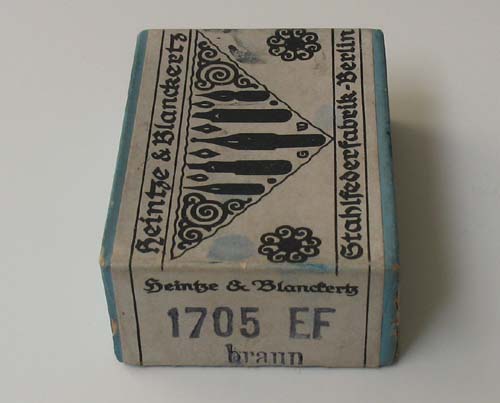 Heintze & Blanckertz
Stahlfederfabrik-Berlin
D
G
Heintze & Blanckertz
1705 EF
braun